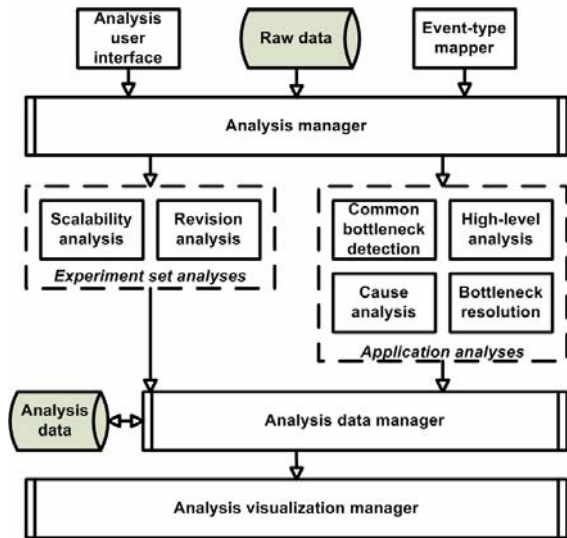 Analysis
user
interface
Raw data
Event-type
mapper
Analysis manager
Scalability
analysis
Revision
analysis
Experiment set analyses
Common
bottleneck
detection
High-level
analysis
Cause
analysis
Bottleneck
resolution
Application analyses
Analysis
data
Analysis data manager
Analysis visualization manager